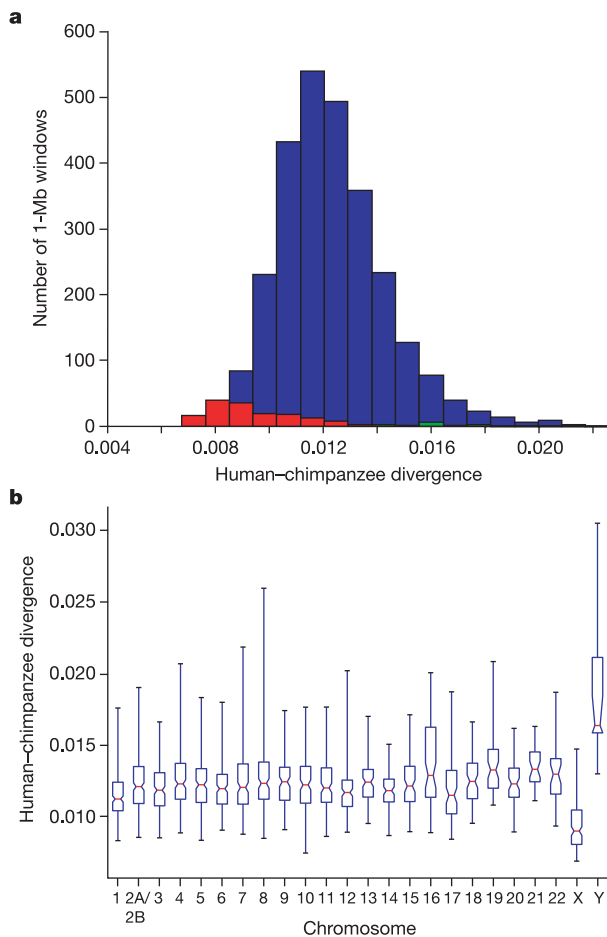 a
600
500
400
300
200
100
0
Number of 1-Mb windows
0.004 0.008 0.012 0.016 0.020
Human–chimpanzee divergence
b
0.030
0.025
0.020
0.015
0.010
Human–chimpanzee divergence
1 2A/ 3 4 5 6 7 8 9 10 11 12 13 14 15 16 17 18 19 20 21 22 X Y
2B
Chromosome